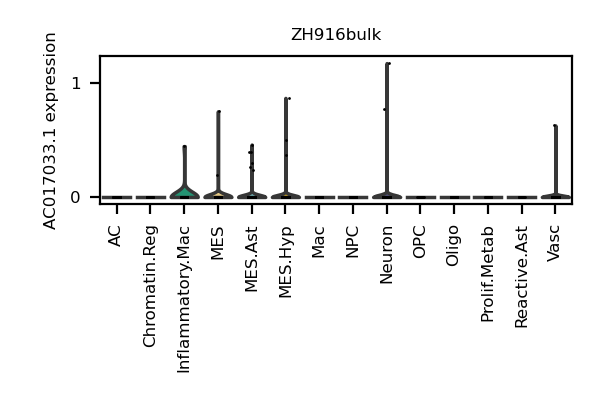 ZH916bulk
AC017033.1 expression
1
0
AC
Chromatin.Reg
Inflammatory.Mac
MES
MES.Ast
MES.Hyp
Mac
NPC
Neuron
OPC
Oligo
Prolif.Metab
Reactive.Ast
Vasc